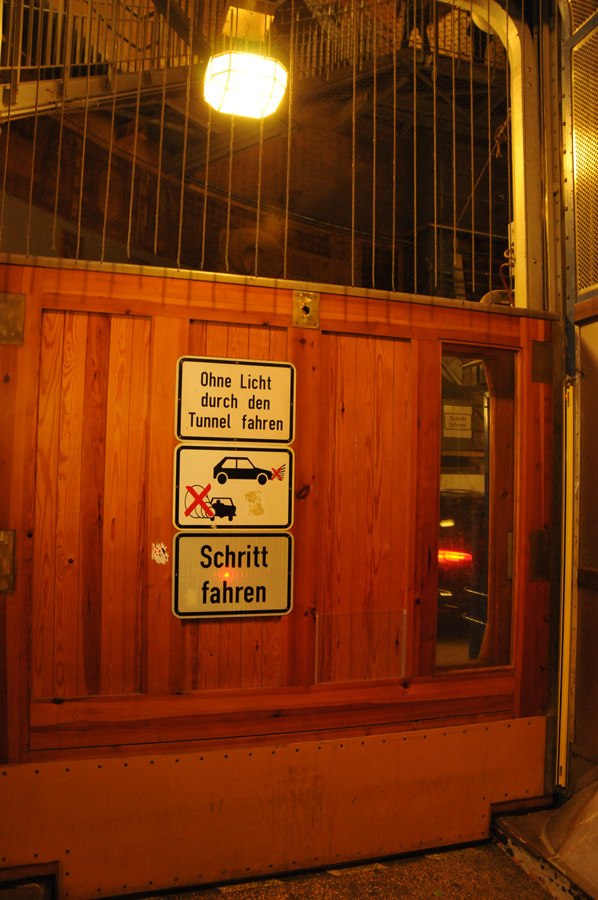 Ohne Licht
durch den
Tunnel fahren
Schritt
fahren